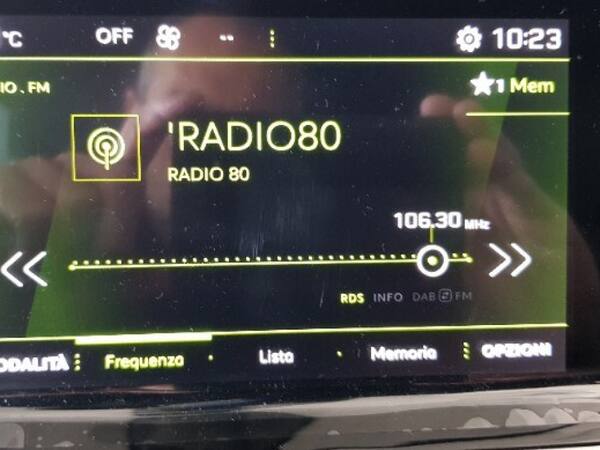 °C OFF -- 10:23
IO . FM ★1 Mem
'RADIO80
RADIO 80
106.30 MHz
RDS INFO DAB FM
ODALITÀ Frequenza Lista Memoria OPZIONI